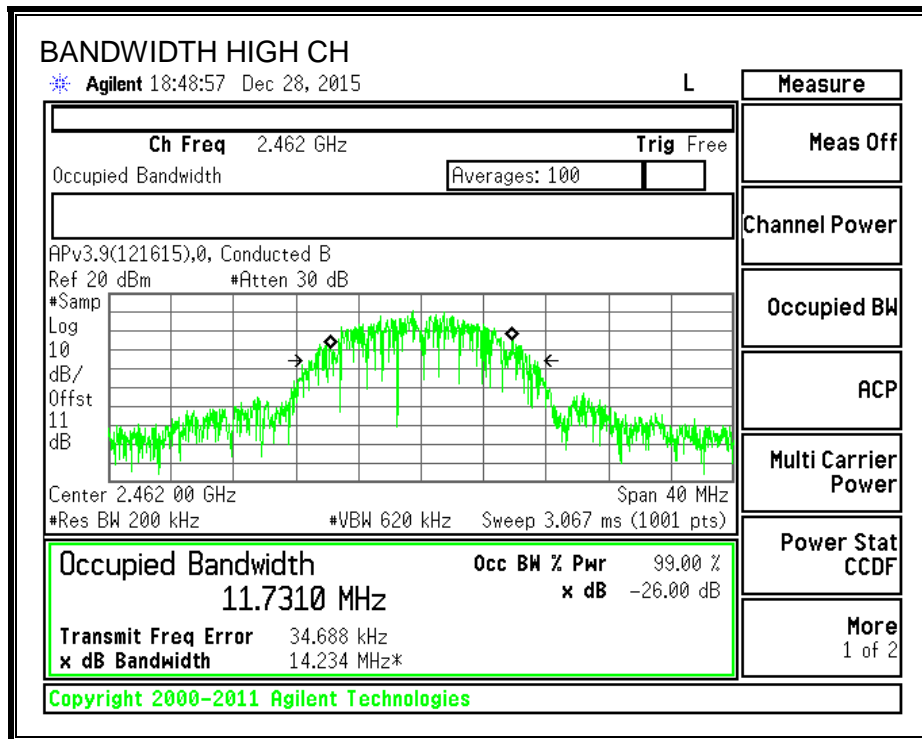 BANDWIDTH HIGH CH
Agilent 18:48:57 Dec 28, 2015 L
Ch Freq 2.462 GHz Trig Free
Occupied Bandwidth Averages: 100
APv3.9(121615),0, Conducted B
Ref 20 dBm #Atten 30 dB
#Samp
Log
10
dB/
Offst
11
dB
Center 2.462 00 GHz Span 40 MHz
#Res BW 200 kHz #VBW 620 kHz Sweep 3.067 ms (1001 pts)
Occupied Bandwidth Occ BW % Pwr 99.00 %
11.7310 MHz x dB -26.00 dB
Transmit Freq Error 34.688 kHz
x dB Bandwidth 14.234 MHz*
Copyright 2000-2011 Agilent Technologies
Measure
Meas Off
Channel Power
Occupied BW
ACP
Multi Carrier
Power
Power Stat
CCDF
More
1 of 2